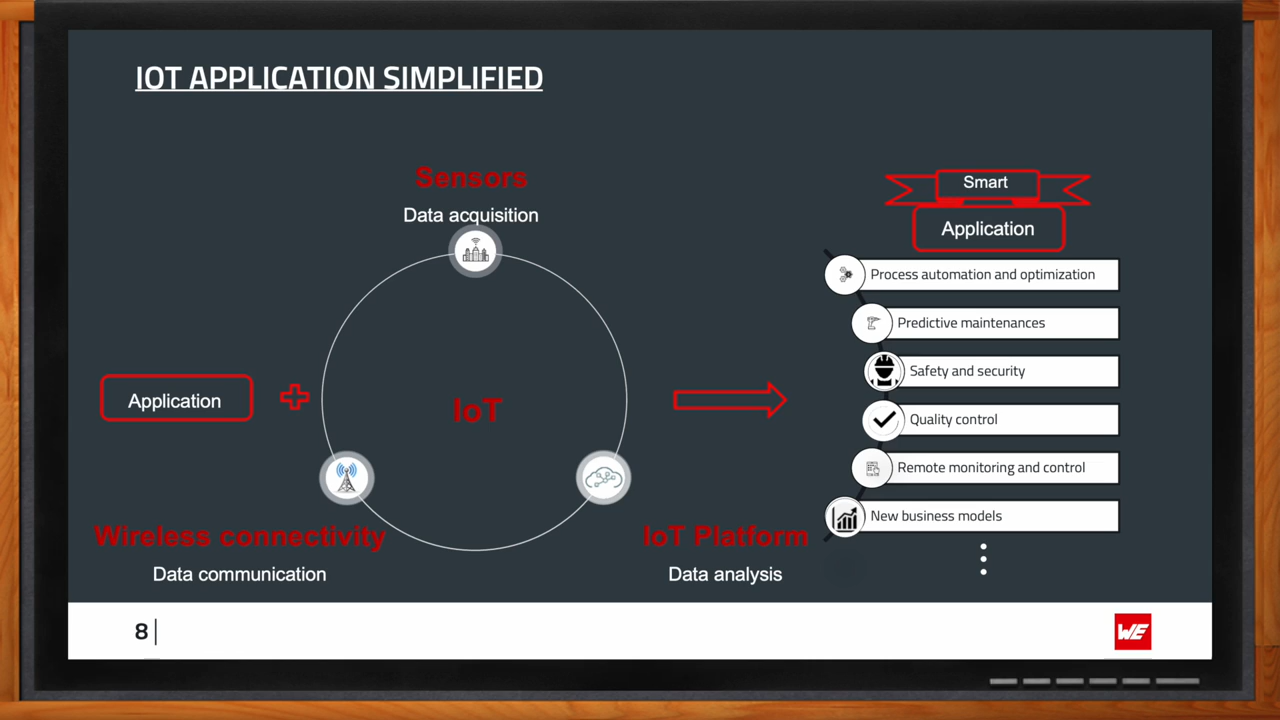 IOT APPLICATION SIMPLIFIED
Sensors
Data acquisition
Application
IoT
Wireless connectivity
Data communication
IoT Platform
Data analysis
Smart
Application
Process automation and optimization
Predictive maintenances
Safety and security
Quality control
Remote monitoring and control
New business models
8|
WE